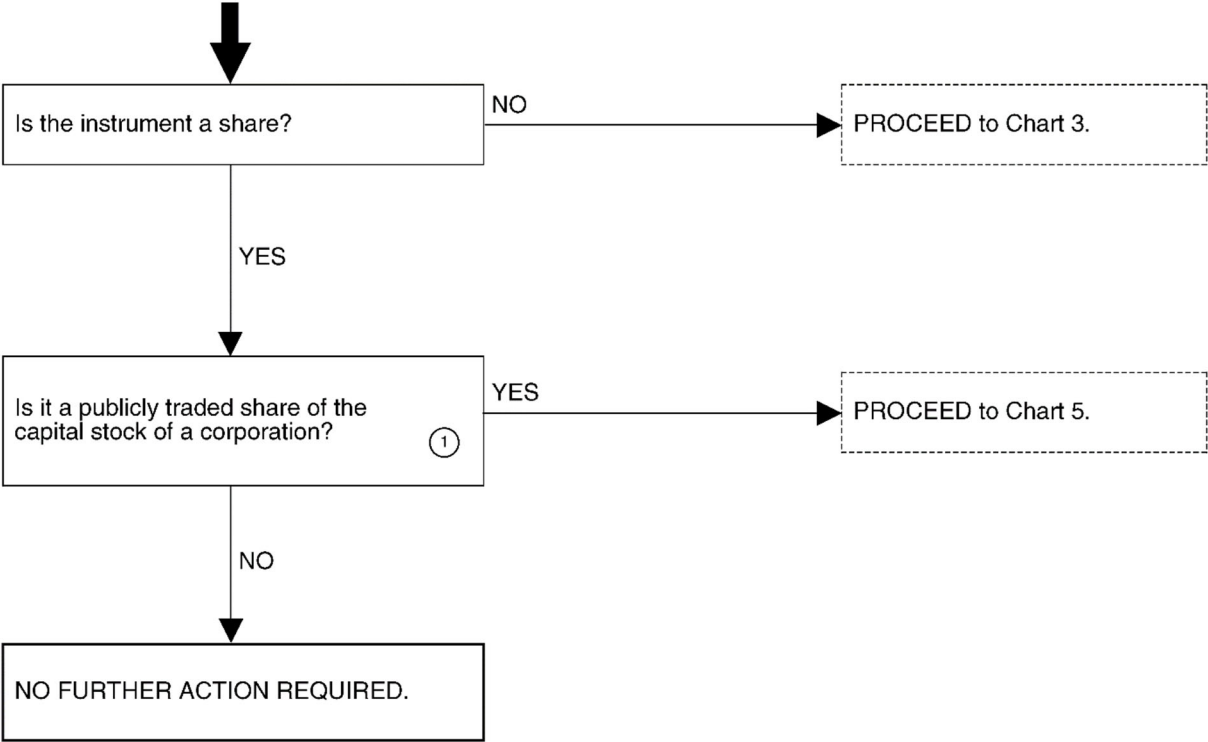 Is the instrument a share?
NO
PROCEED to Chart 3.
YES
Is it a publicly traded share of the
capital stock of a corporation?
1
YES
PROCEED to Chart 5.
NO
NO FURTHER ACTION REQUIRED.